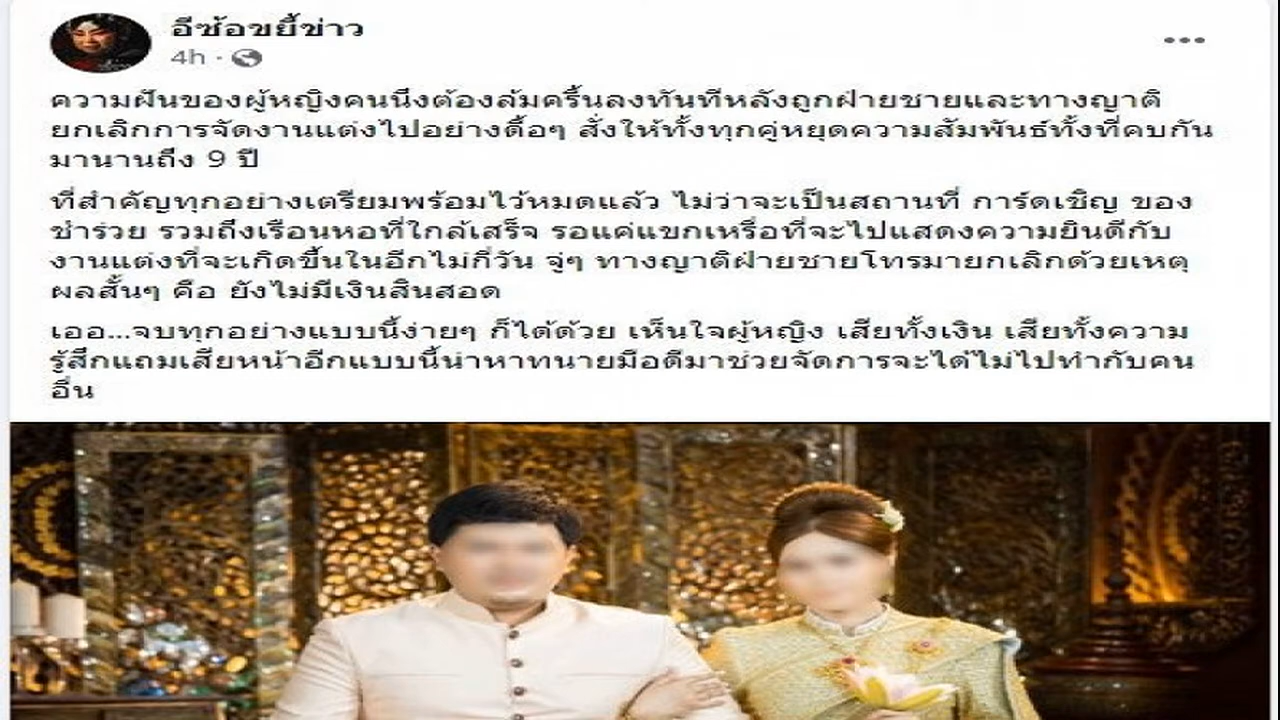 อีซ้อขยี้ข่าว
4h ·
ความฝันของผู้หญิงคนนึงต้องล้มครืนลงทันทีหลังถูกฝ่ายชายและทางญาติ
ยกเลิกการจัดงานแต่งไปอย่างดื้อๆ สั่งให้ทั้งทุกคู่หยุดความสัมพันธ์ทั้งที่คบกัน
มานานถึง 9 ปี
ที่สำคัญทุกอย่างเตรียมพร้อมไว้หมดแล้ว ไม่ว่าจะเป็นสถานที่ การ์ดเชิญ ของ
ชำร่วย รวมถึงเรือนหอที่ใกล้เสร็จ รอแค่แขกเหรื่อที่จะไปแสดงความยินดีกับ
งานแต่งที่จะเกิดขึ้นในอีกไม่กี่วัน จู่ๆ ทางญาติฝ่ายชายโทรมายกเลิกด้วยเหตุ
ผลสั้นๆ คือ ยังไม่มีเงินสินสอด
เออ...จบทุกอย่างแบบนี้ง่ายๆ ก็ได้ด้วย เห็นใจผู้หญิง เสียทั้งเงิน เสียทั้งความ
รู้สึกแถมเสียหน้าอีกแบบนี้น่าหาทนายมือดีมาช่วยจัดการจะได้ไม่ไปทำกับคน
อื่น